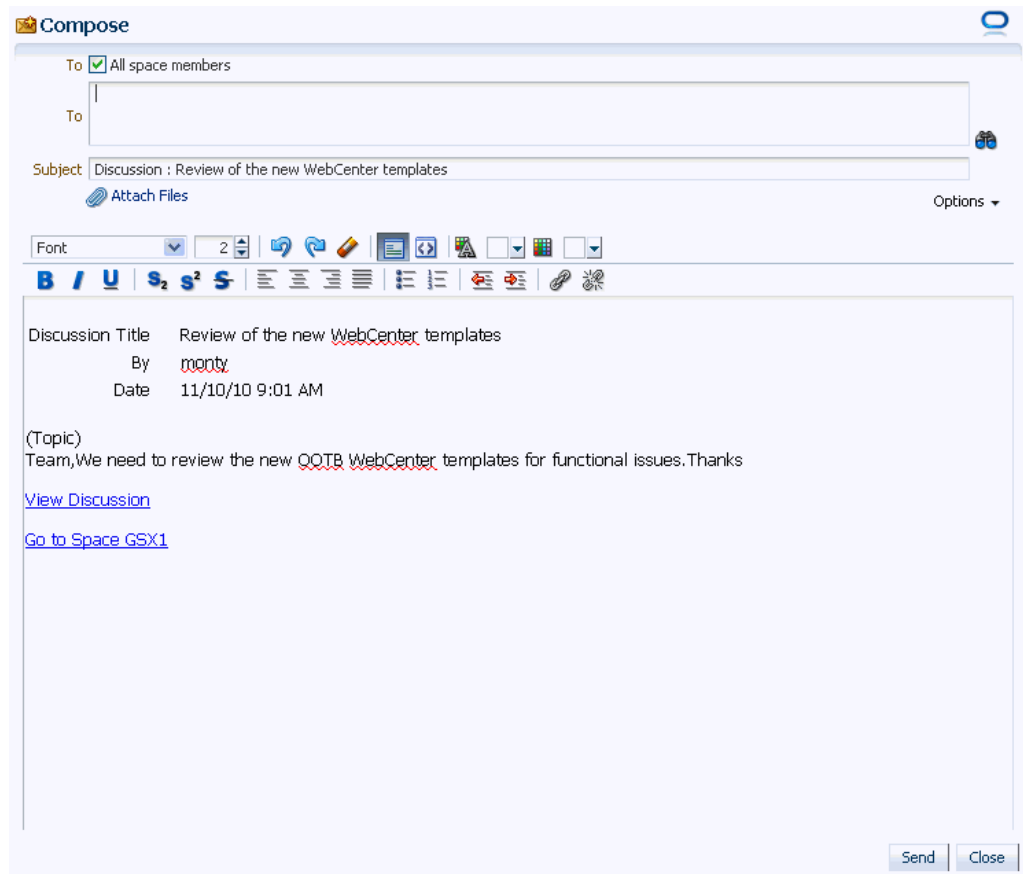 Compose
To All space members
To
Subject Discussion : Review of the new WebCenter templates
Attach Files
Options
Font 2
B I U S₂ S² S
Discussion Title Review of the new WebCenter templates
By monty
Date 11/10/10 9:01 AM
(Topic)
Team,We need to review the new OOTB WebCenter templates for functional issues.Thanks
View Discussion
Go to Space GSX1
Send Close